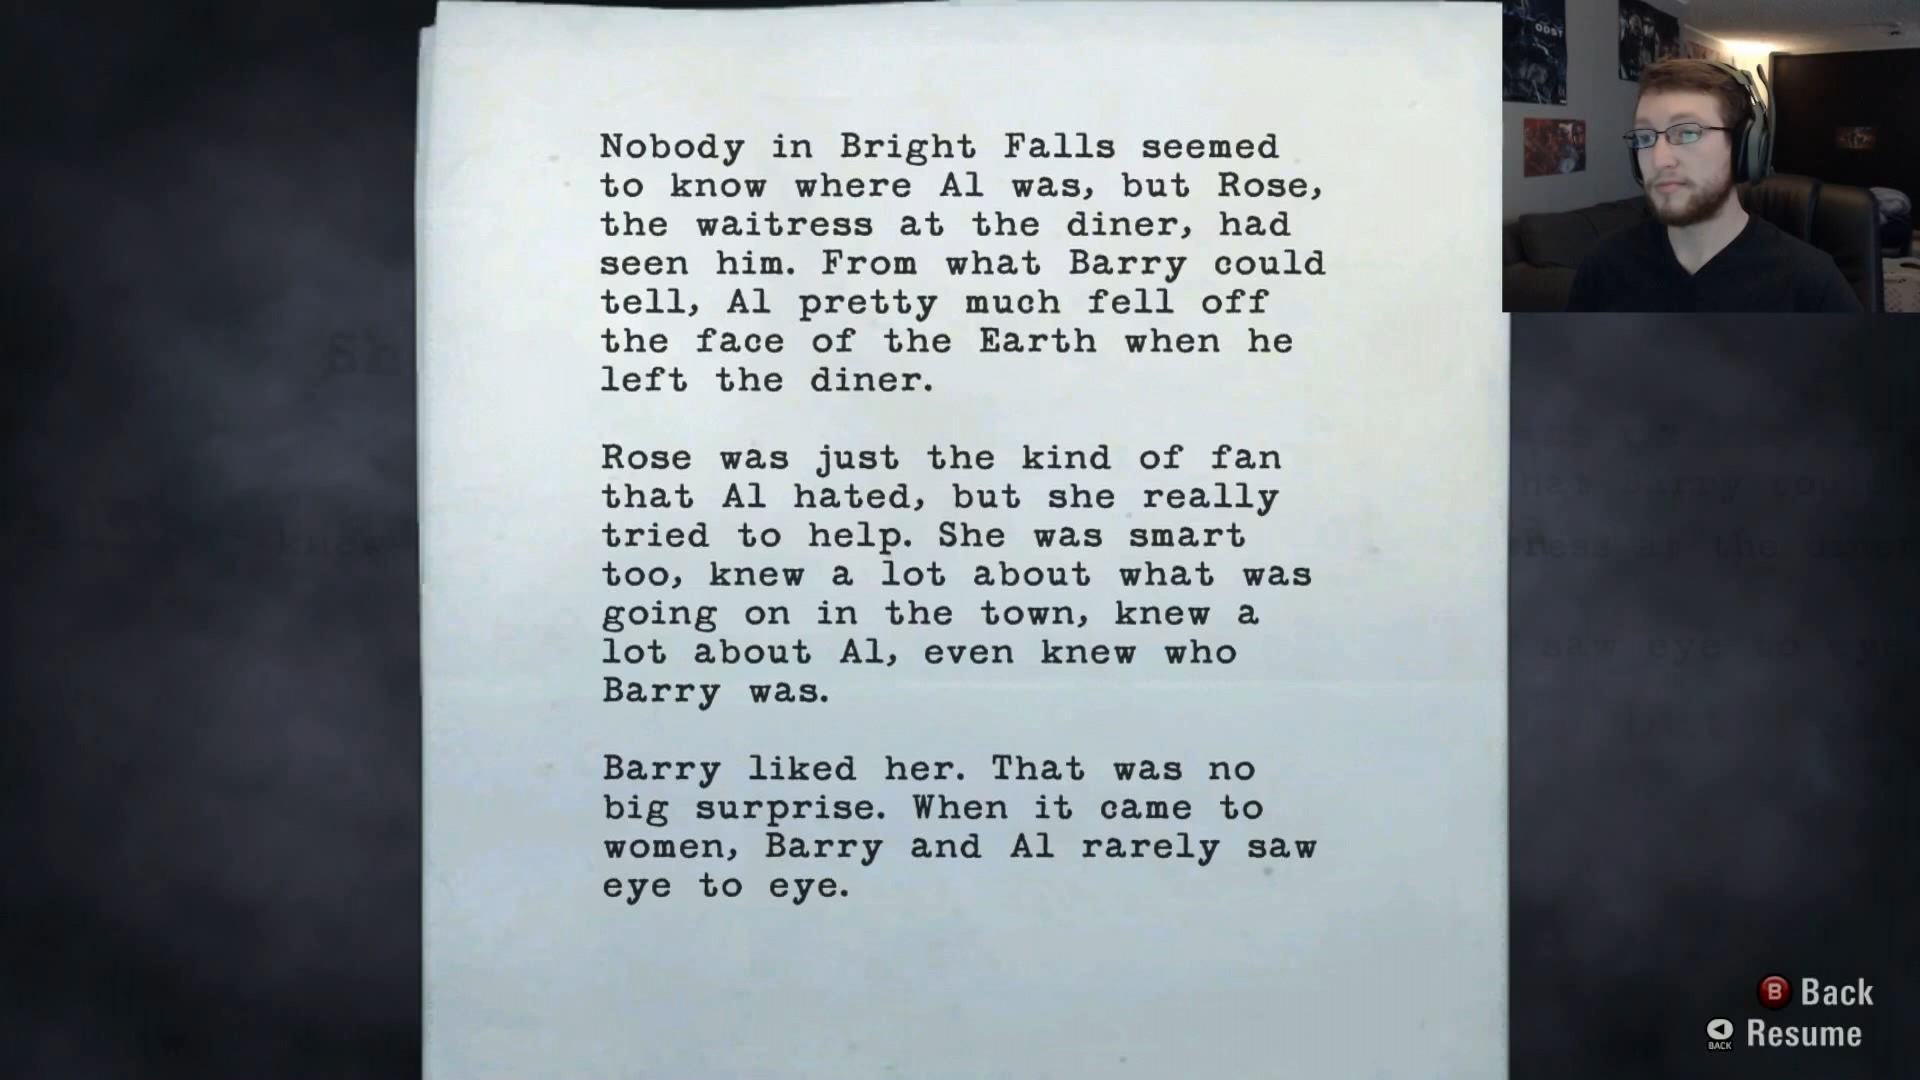 ODST
Nobody in Bright Falls seemed
to know where Al was, but Rose,
the waitress at the diner, had
seen him. From what Barry could
tell, Al pretty much fell off
the face of the Earth when he
left the diner.
Rose was just the kind of fan
that Al hated, but she really
tried to help. She was smart
too, knew a lot about what was
going on in the town, knew a
lot about Al, even knew who
Barry was.
Barry liked her. That was no
big surprise. When it came to
women, Barry and Al rarely saw
eye to eye.
B Back
BACK Resume